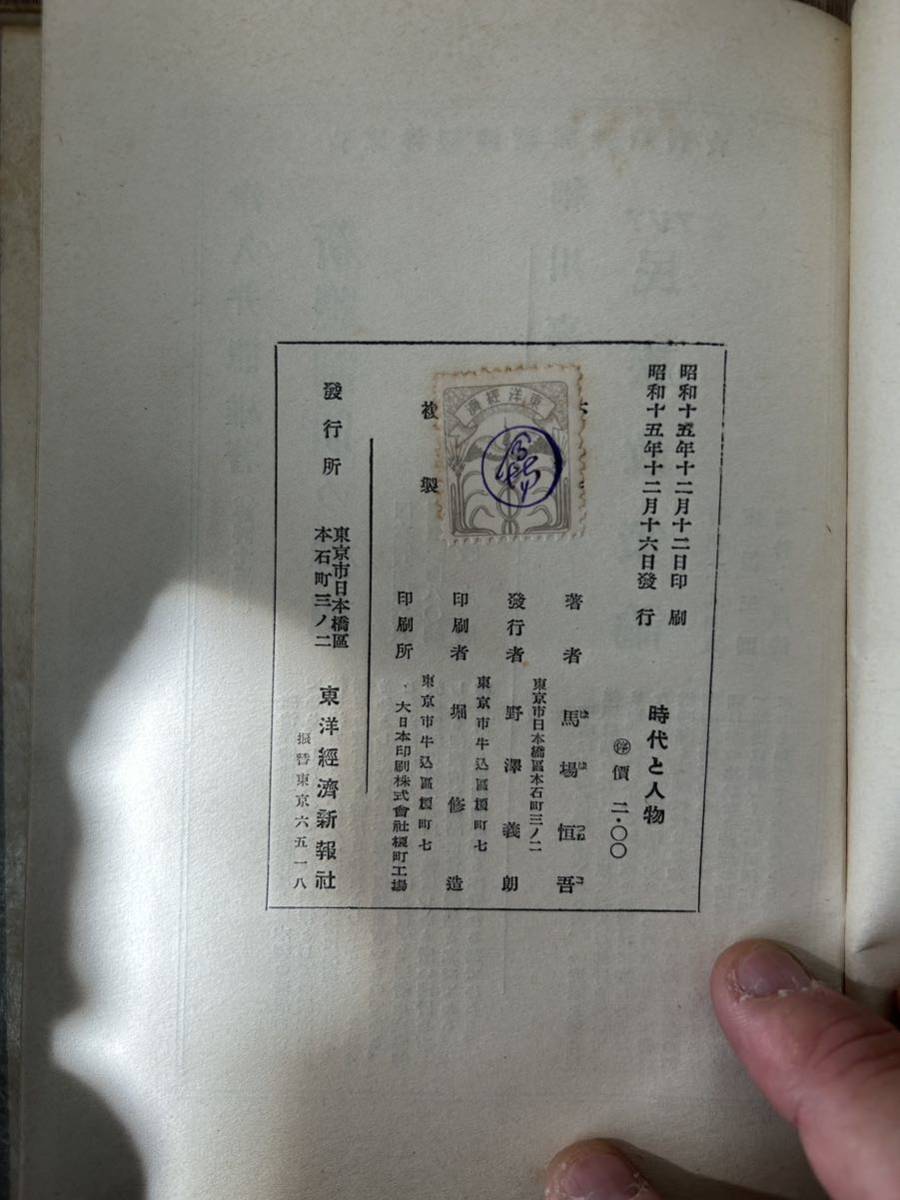 昭和十五年十二月十二日印刷
昭和十五年十二月十六日發行
時代と人物
價二・〇〇
著者 馬場恒吾
東京市日本橋區本石町三ノ二
發行者 野澤義朗
東京市牛込區榎町七
印刷者 堀修造
東京市牛込區榎町七
印刷所 大日本印刷株式會社榎町工場
東洋經濟
複製
發行所
東京市日本橋區
本石町三ノ二
東洋經濟新報社
振替東京六五一八